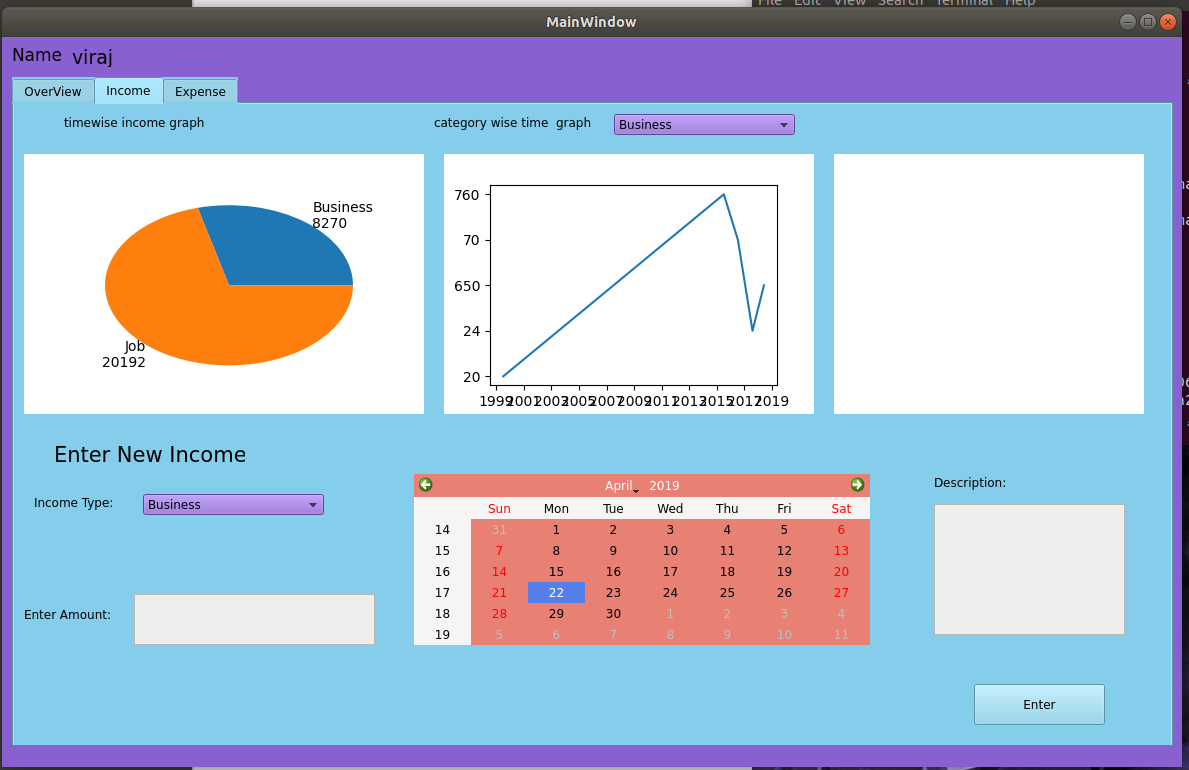 File Edit View Search Terminal Help
MainWindow
Name viraj
OverView Income Expense
timewise income graph
category wise time graph Business
Business
8270
Job
20192
760
70
650
24
20
1999 2001 2003 2005 2007 2009 2011 2013 2015 2017 2019
Enter New Income
Income Type: Business
Enter Amount:
April 2019
Sun Mon Tue Wed Thu Fri Sat
14 31 1 2 3 4 5 6
15 7 8 9 10 11 12 13
16 14 15 16 17 18 19 20
17 21 22 23 24 25 26 27
18 28 29 30 1 2 3 4
19 5 6 7 8 9 10 11
Description:
Enter